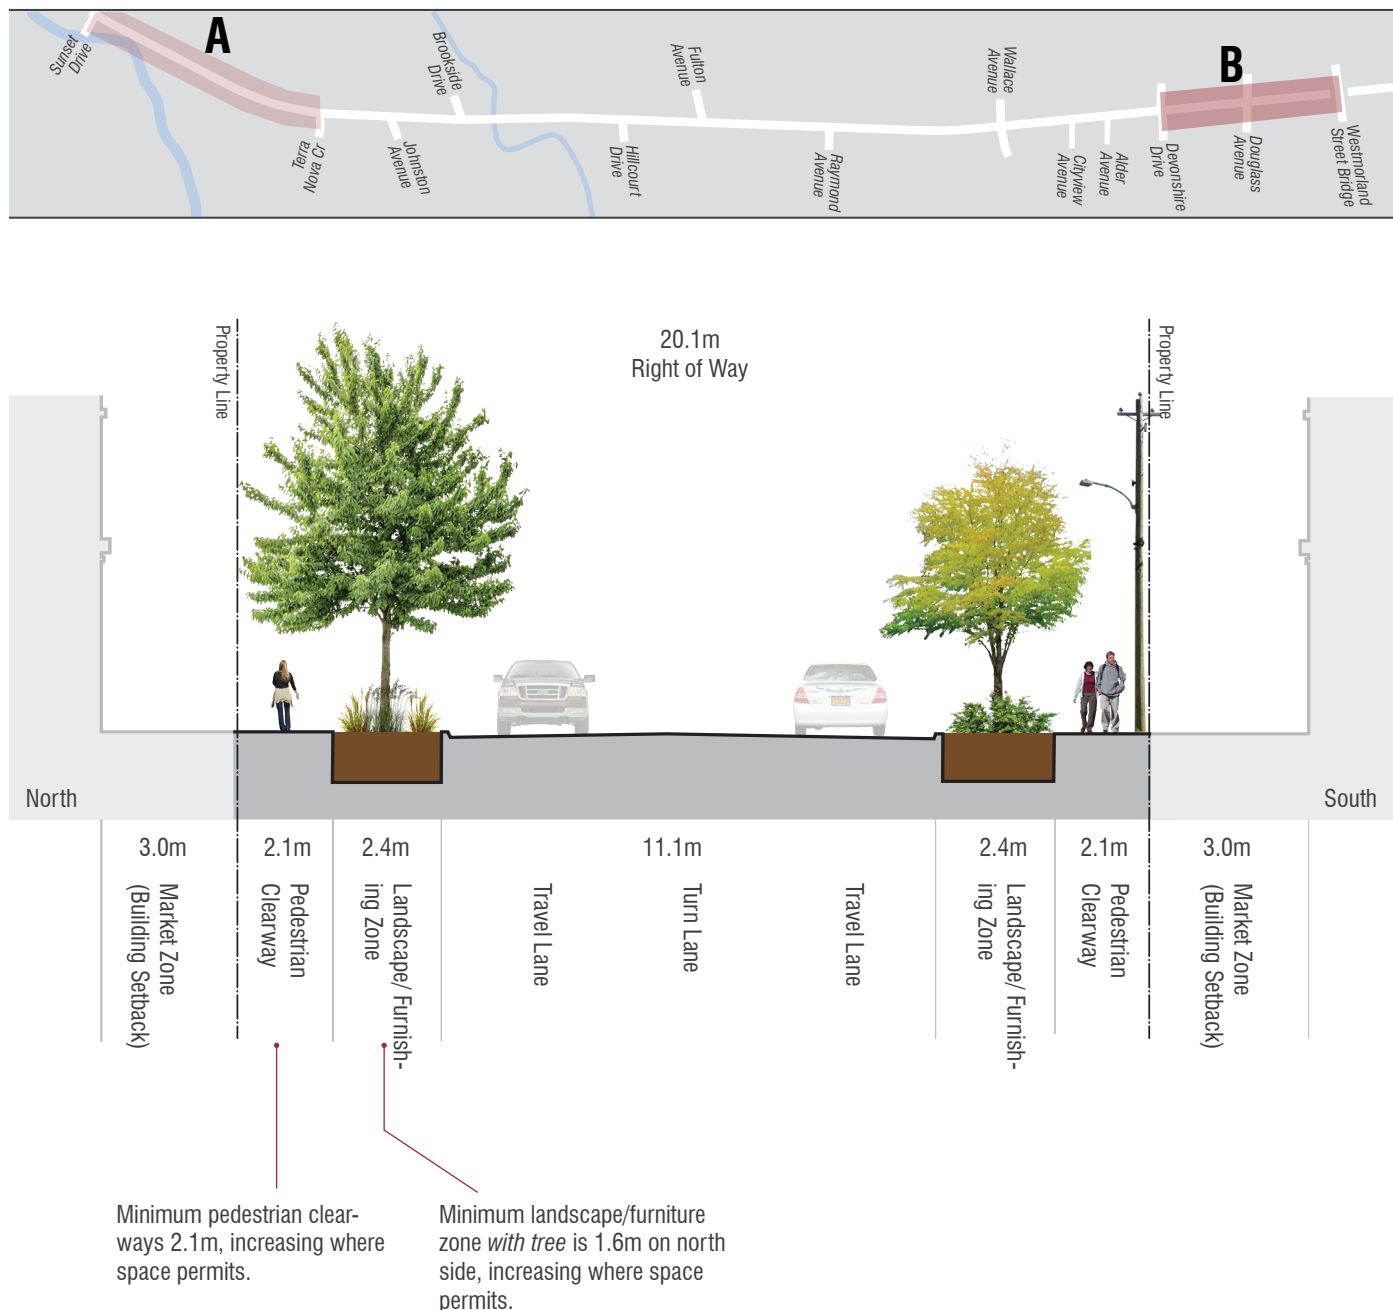 A
B
Sunset
Drive
Terra
Nova Cr
Johnston
Avenue
Brookside
Drive
Hillcourt
Drive
Fulton
Avenue
Raymond
Avenue
Wallace
Avenue
Cityview
Avenue
Alder
Avenue
Devonshire
Drive
Douglass
Avenue
Westmorland
Street Bridge
Property Line
20.1m
Right of Way
Property Line
North
South
3.0m
2.1m
2.4m
11.1m
2.4m
2.1m
3.0m
Market Zone
(Building Setback)
Pedestrian
Clearway
Landscape/ Furnish-
ing Zone
Travel Lane
Turn Lane
Travel Lane
Landscape/ Furnish-
ing Zone
Pedestrian
Clearway
Market Zone
(Building Setback)
Minimum pedestrian clear-
ways 2.1m, increasing where
space permits.
Minimum landscape/furniture
zone with tree is 1.6m on north
side, increasing where space
permits.